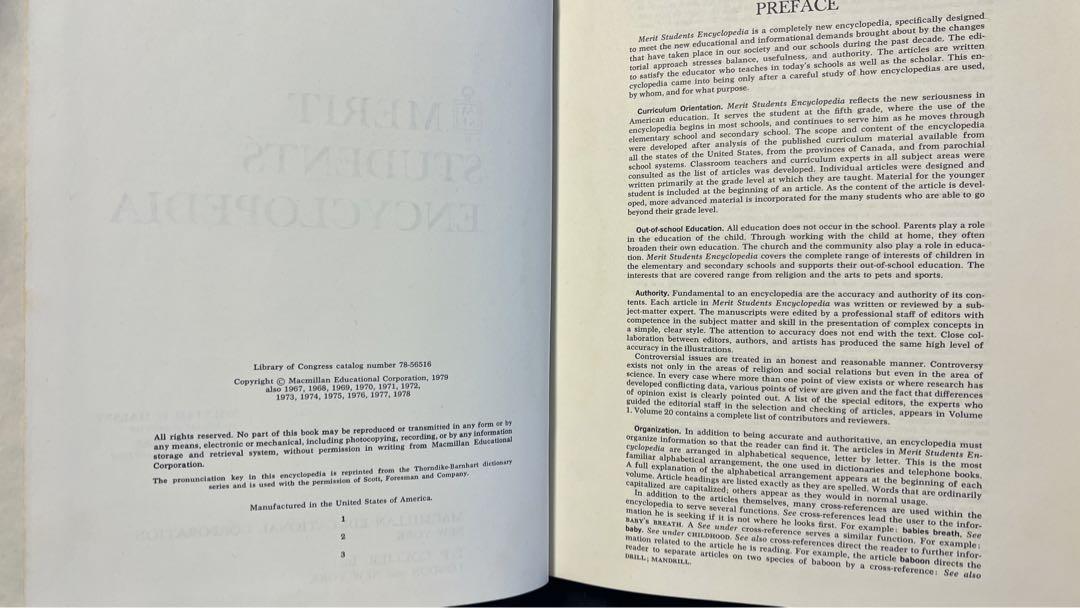 MERIT
STUDENTS
ENCYCLOPEDIA
Library of Congress catalog number 78-56516
Copyright © Macmillan Educational Corporation, 1979
also 1967, 1968, 1969, 1970, 1971, 1972,
1973, 1974, 1975, 1976, 1977, 1978
All rights reserved. No part of this book may be reproduced or transmitted in any form or by
any means, electronic or mechanical, including photocopying, recording, or by any information
storage and retrieval system, without permission in writing from Macmillan Educational
Corporation.
The pronunciation key in this encyclopedia is reprinted from the Thorndike-Barnhart dictionary
series and is used with the permission of Scott, Foresman and Company.
Manufactured in the United States of America.
1
2
3
MACMILLAN EDUCATIONAL CORPORATION
NEW YORK
PREFACE
Merit Students Encyclopedia is a completely new encyclopedia, specifically designed
to meet the new educational and informational demands brought about by the changes
that have taken place in our society and our schools during the past decade. The edi-
torial approach stresses balance, usefulness, and authority. The articles are written
to satisfy the educator who teaches in today's schools as well as the scholar. This en-
cyclopedia came into being only after a careful study of how encyclopedias are used,
by whom, and for what purpose.
Curriculum Orientation. Merit Students Encyclopedia reflects the new seriousness in
American education. It serves the student at the fifth grade, where the use of the
encyclopedia begins in most schools, and continues to serve him as he moves through
elementary school and secondary school. The scope and content of the encyclopedia
were developed after analysis of the published curriculum material available from
all the states of the United States, from the provinces of Canada, and from parochial
school systems. Classroom teachers and curriculum experts in all subject areas were
consulted as the list of articles was developed. Individual articles were designed and
written primarily at the grade level at which they are taught. Material for the younger
student is included at the beginning of an article. As the content of the article is devel-
oped, more advanced material is incorporated for the many students who are able to go
beyond their grade level.
Out-of-school Education. All education does not occur in the school. Parents play a role
in the education of the child. Through working with the child at home, they often
broaden their own education. The church and the community also play a role in educa-
tion. Merit Students Encyclopedia covers the complete range of interests of children in
the elementary and secondary schools and supports their out-of-school education. The
interests that are covered range from religion and the arts to pets and sports.
Authority. Fundamental to an encyclopedia are the accuracy and authority of its con-
tents. Each article in Merit Students Encyclopedia was written or reviewed by a sub-
ject-matter expert. The manuscripts were edited by a professional staff of editors with
competence in the subject matter and skill in the presentation of complex concepts in
a simple, clear style. The attention to accuracy does not end with the text. Close col-
laboration between editors, authors, and artists has produced the same high level of
accuracy in the illustrations.
Controversial issues are treated in an honest and reasonable manner. Controversy
exists not only in the areas of religion and social relations but even in the area of
science. In every case where more than one point of view exists or where research has
developed conflicting data, various points of view are given and the fact that differences
of opinion exist is clearly pointed out. A list of the special editors, the experts who
guided the editorial staff in the selection and checking of articles, appears in Volume
1. Volume 20 contains a complete list of contributors and reviewers.
Organization. In addition to being accurate and authoritative, an encyclopedia must
organize information so that the reader can find it. The articles in Merit Students En-
cyclopedia are arranged in alphabetical sequence, letter by letter. This is the most
familiar alphabetical arrangement, the one used in dictionaries and telephone books.
A full explanation of the alphabetical arrangement appears at the beginning of each
volume. Article headings are listed exactly as they are spelled. Words that are ordinarily
capitalized are capitalized; others appear as they would in normal usage.
In addition to the articles themselves, many cross-references are used within the
encyclopedia to serve several functions. See cross-references lead the user to the infor-
mation he is seeking if it is not where he looks first. For example: babies breath. See
BABY'S BREATH. A See under cross-reference serves a similar function. For example:
baby. See under CHILDHOOD. See also cross-references direct the reader to further infor-
mation related to the article he is reading. For example, the article baboon directs the
reader to separate articles on two species of baboon by a cross-reference: See also
DRILL; MANDRILL.